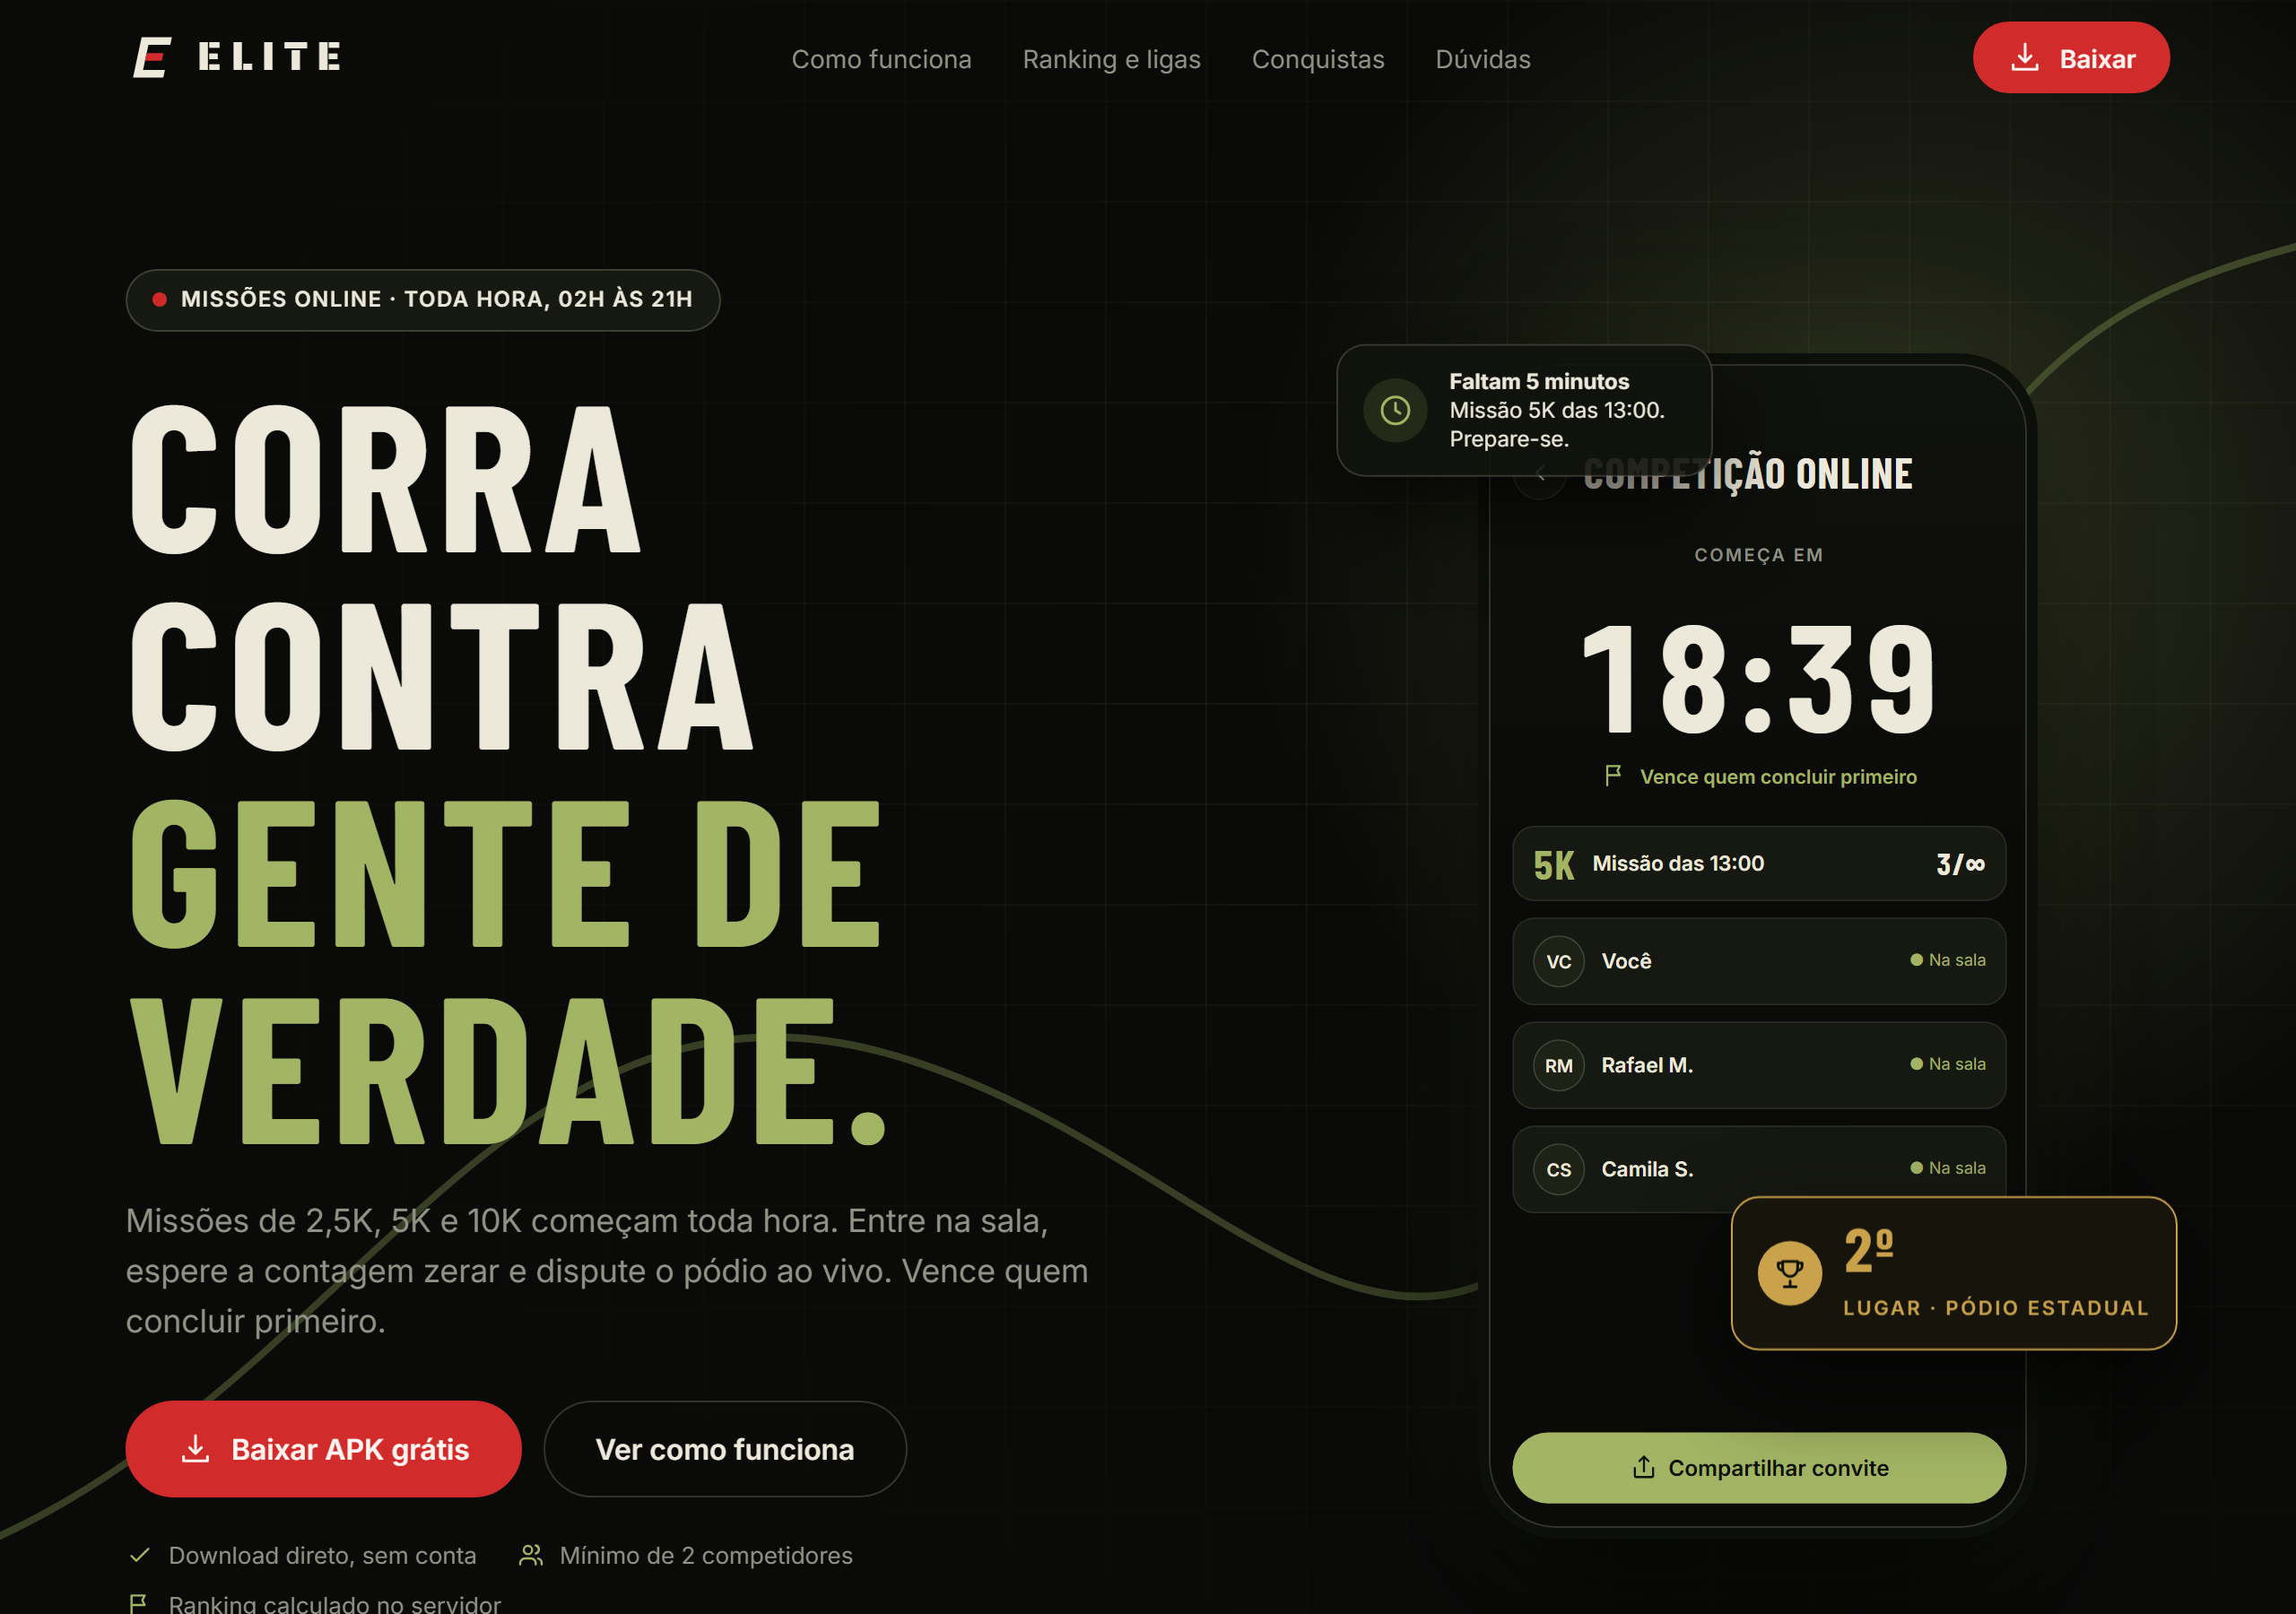 ELITE
Como funciona
Ranking e ligas
Conquistas
Dúvidas
Baixar
MISSÕES ONLINE · TODA HORA, 02H ÀS 21H
CORRA
CONTRA
GENTE DE
VERDADE.
Missões de 2,5K, 5K e 10K começam toda hora. Entre na sala,
espere a contagem zerar e dispute o pódio ao vivo. Vence quem
concluir primeiro.
Baixar APK grátis
Ver como funciona
Download direto, sem conta
Mínimo de 2 competidores
Ranking calculado no servidor
Faltam 5 minutos
Missão 5K das 13:00.
Prepare-se.
COMPETIÇÃO ONLINE
COMEÇA EM
18:39
Vence quem concluir primeiro
5K Missão das 13:00 3/∞
VC Você Na sala
RM Rafael M. Na sala
CS Camila S. Na sala
2º
LUGAR · PÓDIO ESTADUAL
Compartilhar convite